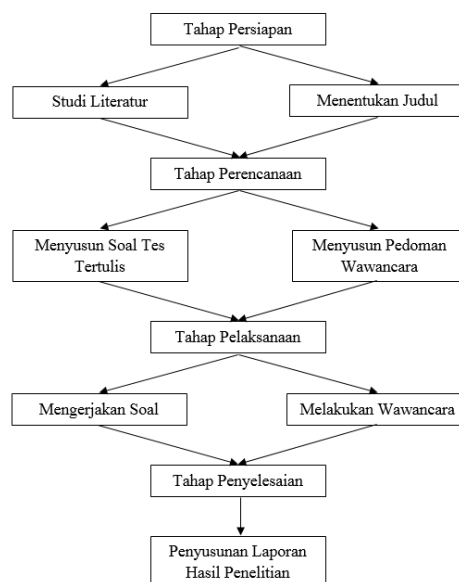 Tahap Persiapan
Studi Literatur
Menentukan Judul
Tahap Perencanaan
Menyusun Soal Tes
Tertulis
Menyusun Pedoman
Wawancara
Tahap Pelaksanaan
Mengerjakan Soal
Melakukan Wawancara
Tahap Penyelesaian
Penyusunan Laporan
Hasil Penelitian